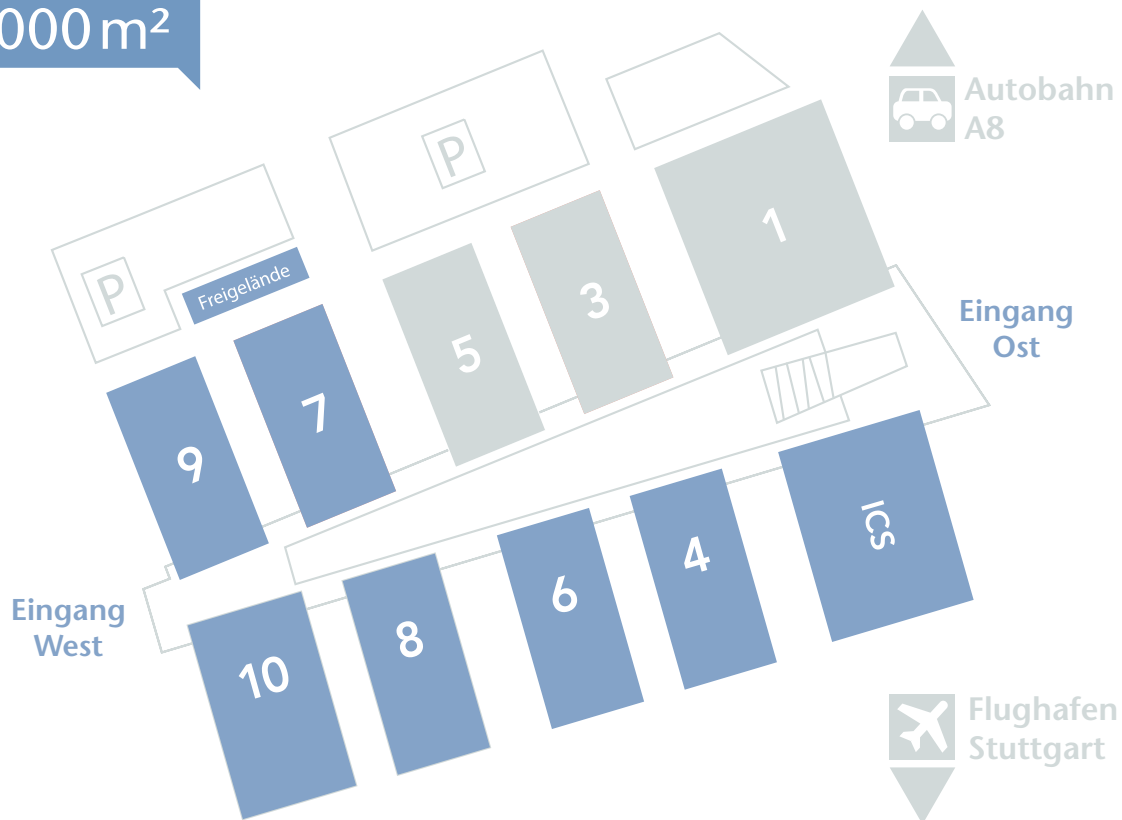 000 m²
Autobahn
A8
P
P
1
Freigelände
3
Eingang
Ost
5
7
9
ICS
4
6
Eingang
West
8
10
Flughafen
Stuttgart